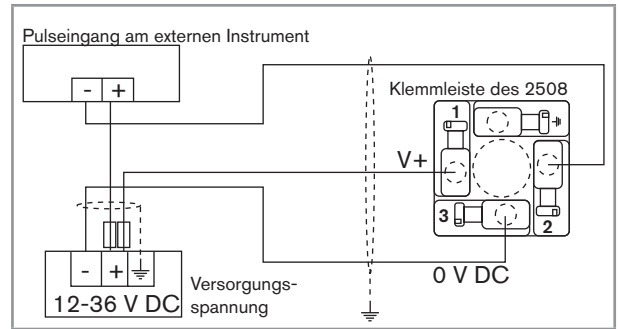 Pulseingang am externen Instrument
- +
Klemmleiste des 2508
1
V+
3
2
0 V DC
- +
12-36 V DC
Versorgungs-
spannung